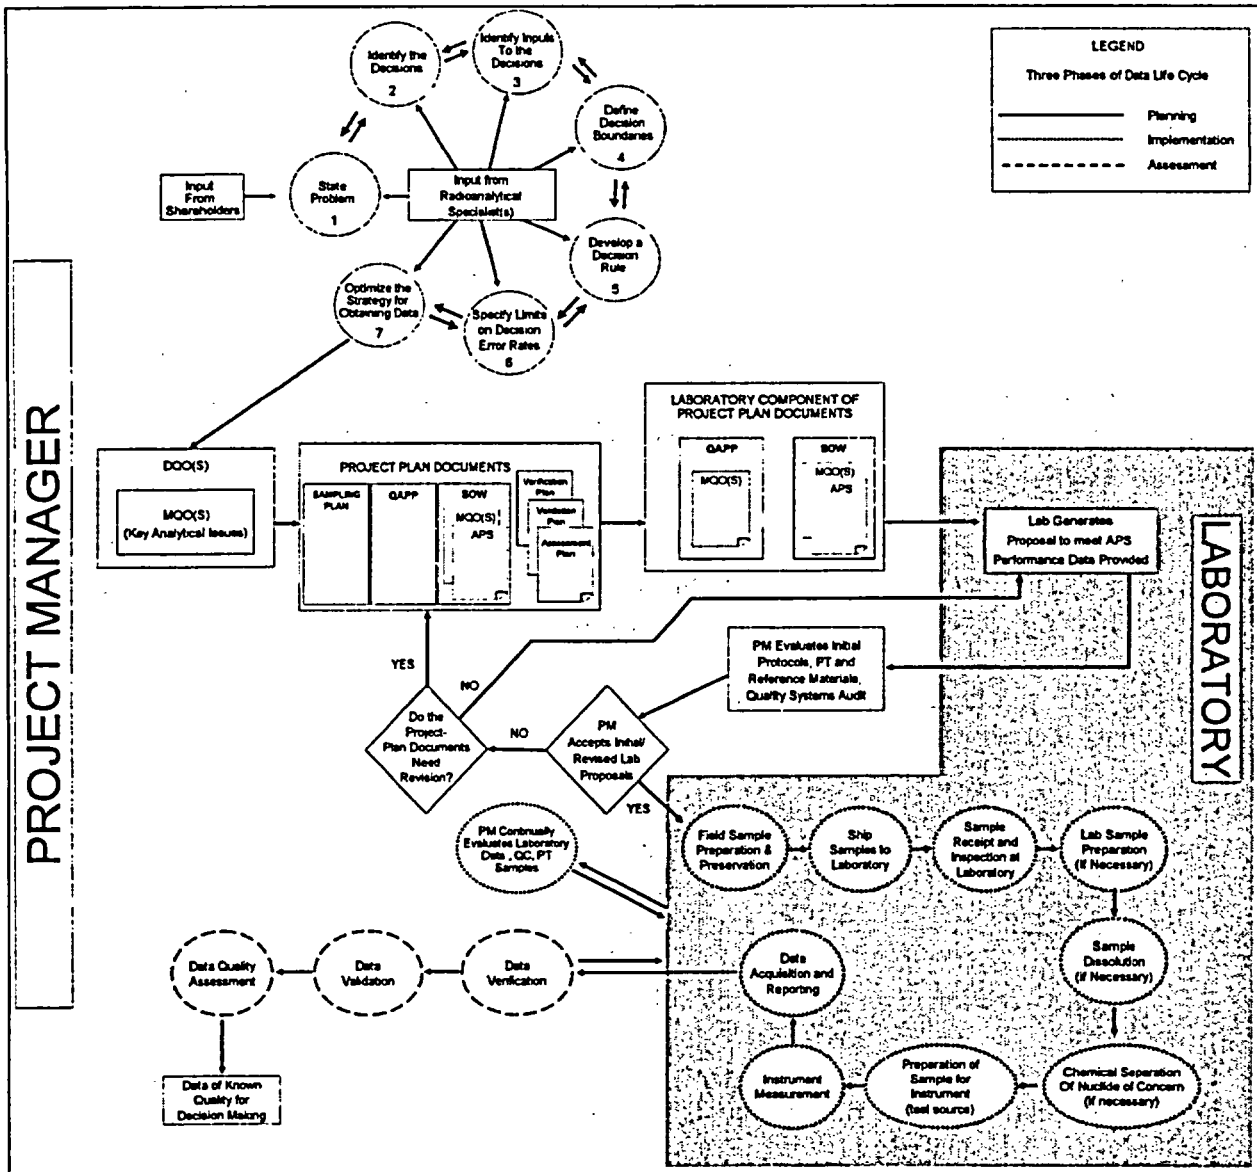 LEGEND
Three Phases of Data Life Cycle
Planning
Implementation
Assessment
Identify the
Decisions
2
Identify Inputs
To the
Decisions
3
Define
Decision
Boundaries
4
Input
From
Shareholders
State
Problem
1
Input from
Radioanalytical
Specialist(s)
Develop a
Decision
Rule
5
Optimize the
Strategy for
Obtaining Data
7
Specify Limits
on Decision
Error Rates
6
PROJECT MANAGER
DQO(S)
MQO(S)
(Key Analytical Issues)
PROJECT PLAN DOCUMENTS
SAMPLING
PLAN
QAPP
SOW
MQO(S)
APS
Verification
Plan
Validation
Plan
Assessment
Plan
LABORATORY COMPONENT OF
PROJECT PLAN DOCUMENTS
QAPP
MQO(S)
SOW
MQO(S)
APS
Lab Generates
Proposal to meet APS
Performance Data Provided
LABORATORY
YES
NO
PM Evaluates Initial
Protocols, PT and
Reference Materials,
Quality Systems Audit
Do the
Project-
Plan Documents
Need
Revision?
NO
PM
Accepts Initial/
Revised Lab
Proposals
YES
PM Continually
Evaluates Laboratory
Data , QC, PT
Samples
Field Sample
Preparation &
Preservation
Ship
Samples to
Laboratory
Sample
Receipt and
Inspection at
Laboratory
Lab Sample
Preparation
(If Necessary)
Data Quality
Assessment
Data
Validation
Data
Verification
Data
Acquisition and
Reporting
Sample
Dissolution
(if Necessary)
Data of Known
Quality for
Decision Making
Instrument
Measurement
Preparation of
Sample for
Instrument
(test source)
Chemical Separation
Of Nuclide of Concern
(if necessary)